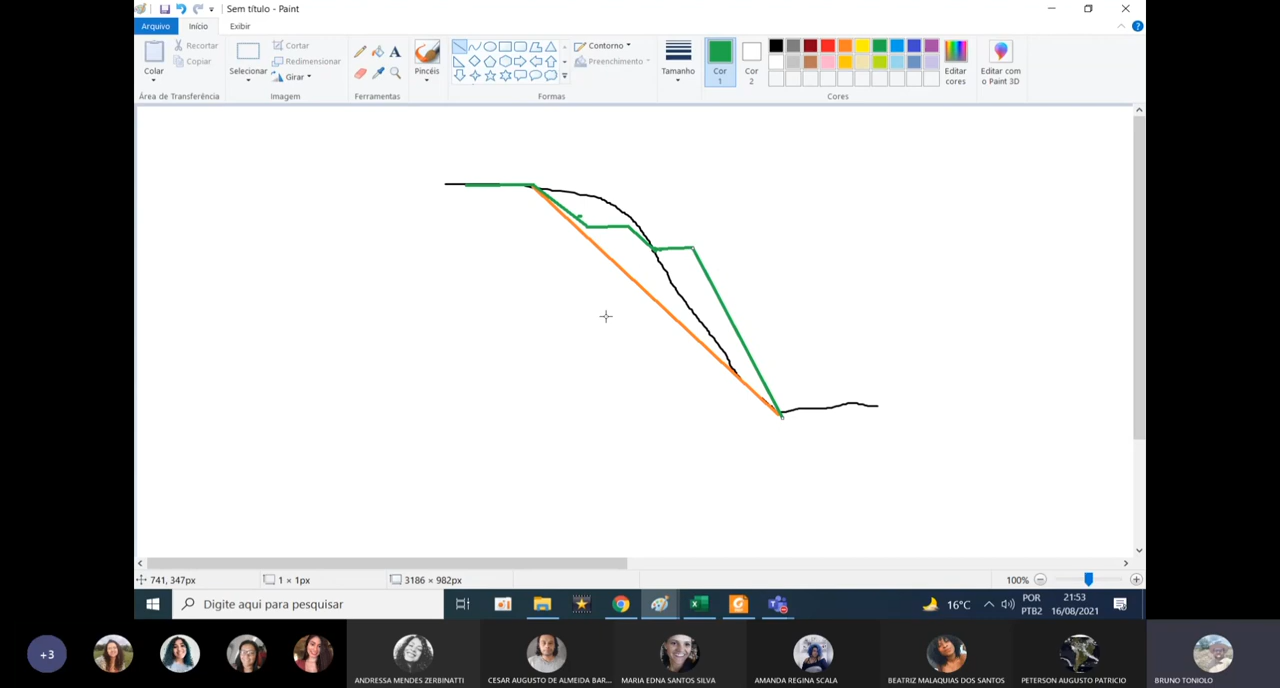 Sem título - Paint
Arquivo Início Exibir
Colar
Recortar
Copiar
Área de Transferência
Selecionar
Cortar
Redimensionar
Girar
Imagem
A
Ferramentas
Pincéis
Contorno
Preenchimento
Formas
Tamanho
Cor
1
Cor
2
Editar
cores
Cores
Editar com
o Paint 3D
741, 347px 1 × 1px 3186 × 982px 100%
Digite aqui para pesquisar 16°C POR 21:53
PTB2 16/08/2021
+3 ANDRESSA MENDES ZERBINATTI CESAR AUGUSTO DE ALMEIDA BAR... MARIA EDNA SANTOS SILVA AMANDA REGINA SCALA BEATRIZ MALAQUIAS DOS SANTOS PETERSON AUGUSTO PATRICIO BRUNO TONIOLO